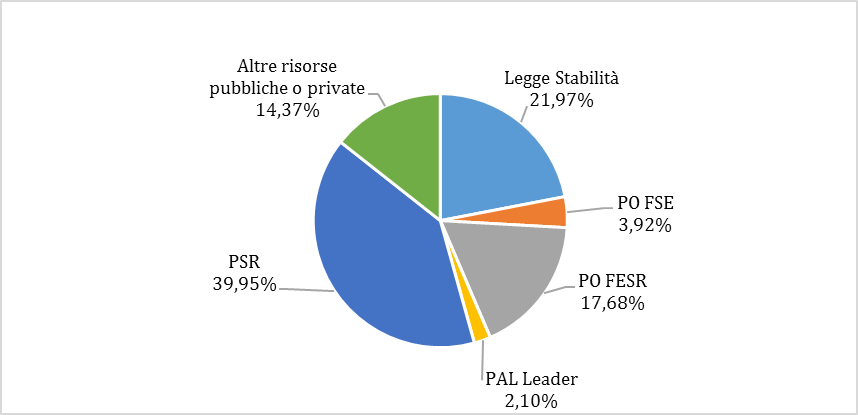 Altre risorse
pubbliche o private
14,37%
Legge Stabilità
21,97%
PO FSE
3,92%
PSR
39,95%
PO FESR
17,68%
PAL Leader
2,10%